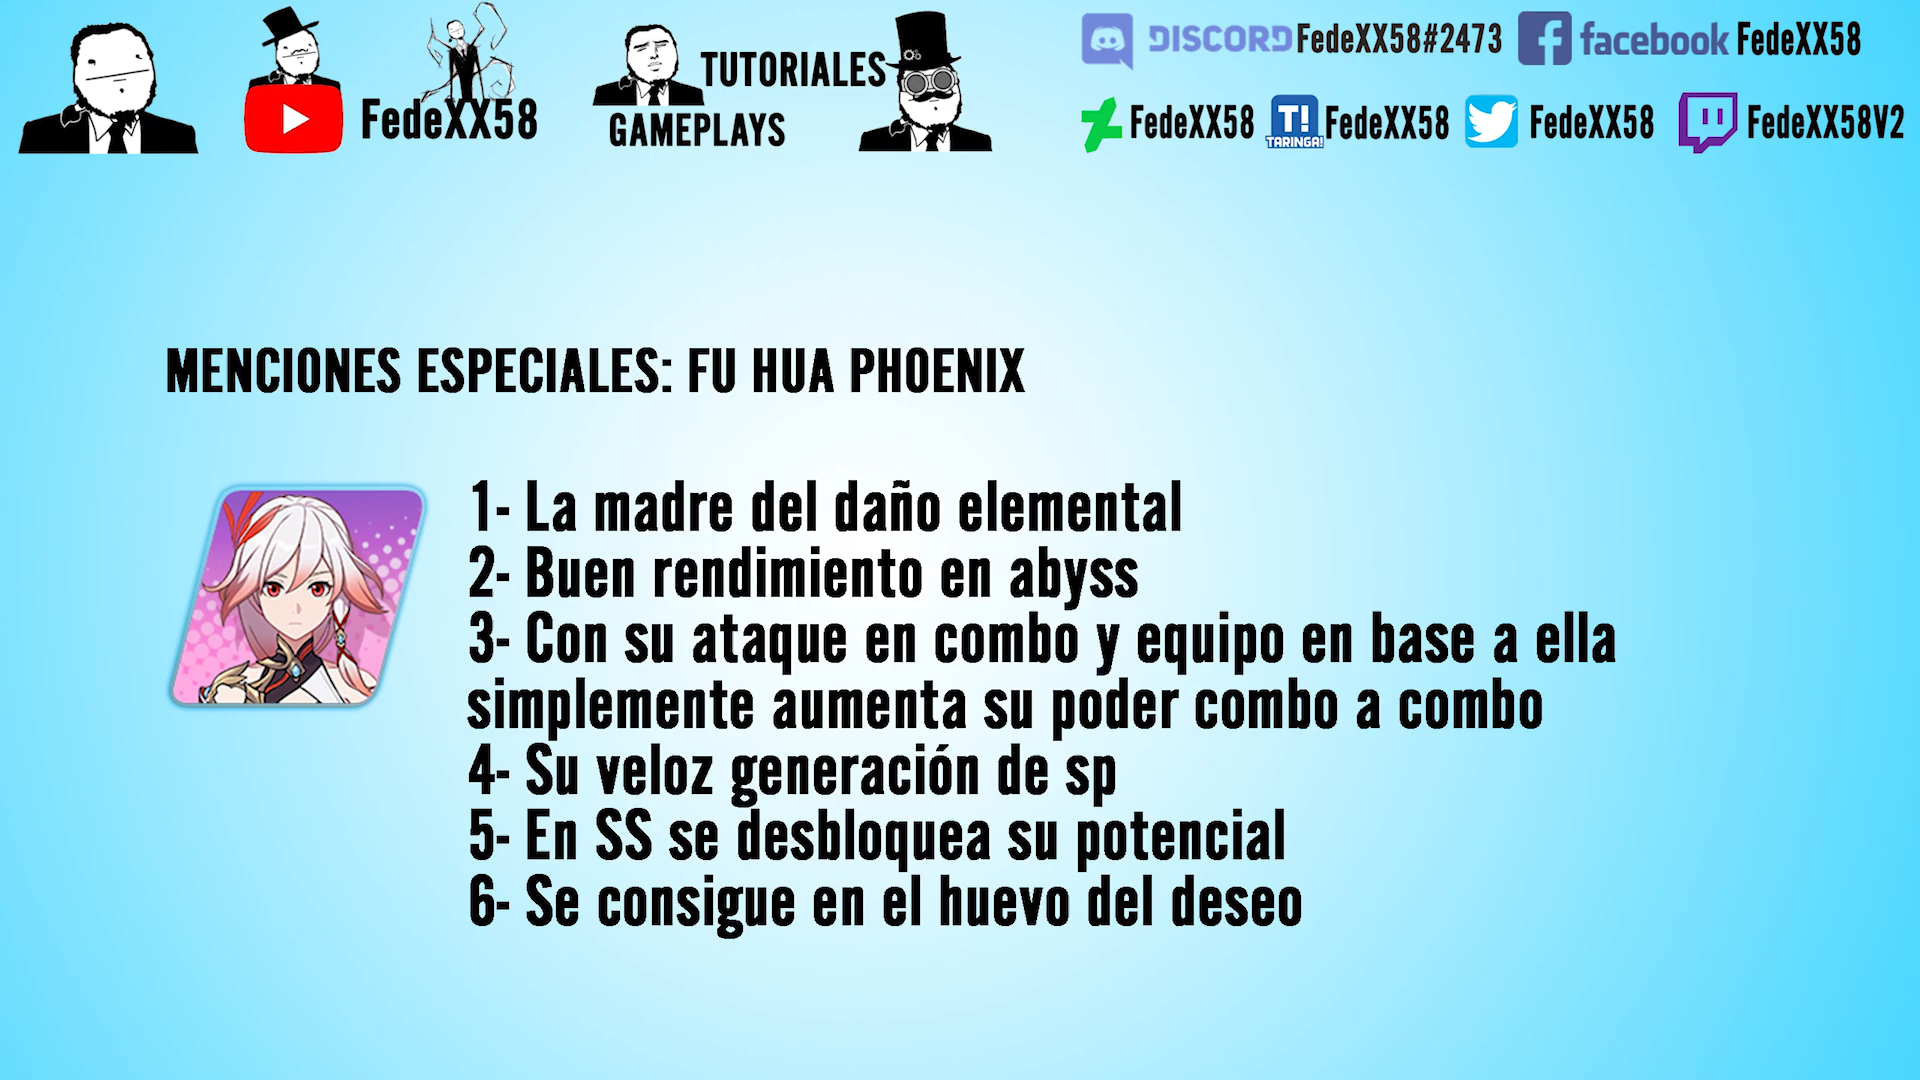 FedeXX58
TUTORIALES
GAMEPLAYS
DISCORD FedeXX58#2473
facebook FedeXX58
FedeXX58
T! TARINGA! FedeXX58
FedeXX58
FedeXX58V2
MENCIONES ESPECIALES: FU HUA PHOENIX
1- La madre del daño elemental
2- Buen rendimiento en abyss
3- Con su ataque en combo y equipo en base a ella
simplemente aumenta su poder combo a combo
4- Su veloz generación de sp
5- En SS se desbloquea su potencial
6- Se consigue en el huevo del deseo